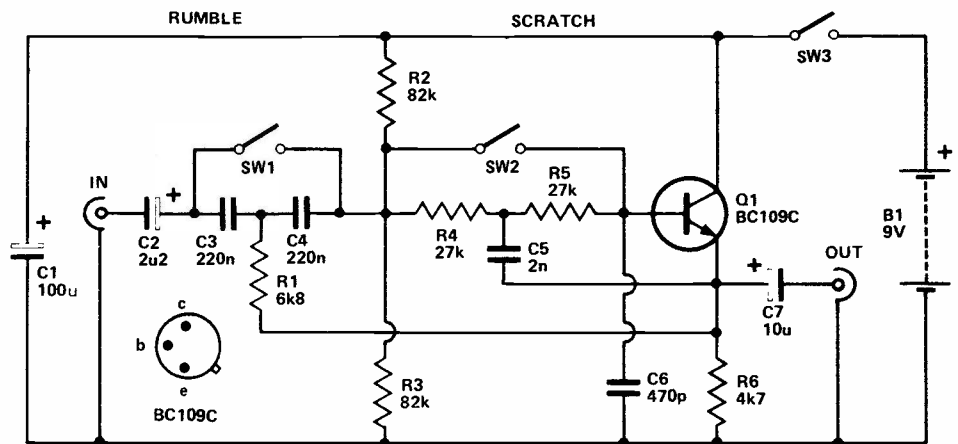 RUMBLE
SCRATCH
SW3
R2
82k
SW1
SW2
R5
27k
IN
+
+
C2
2u2
C3
220n
C4
220n
R4
27k
C5
2n
Q1
BC109C
+
B1
9V
+
C1
100u
R1
6k8
+
C7
10u
OUT
c
b
e
BC109C
R3
82k
C6
470p
R6
4k7